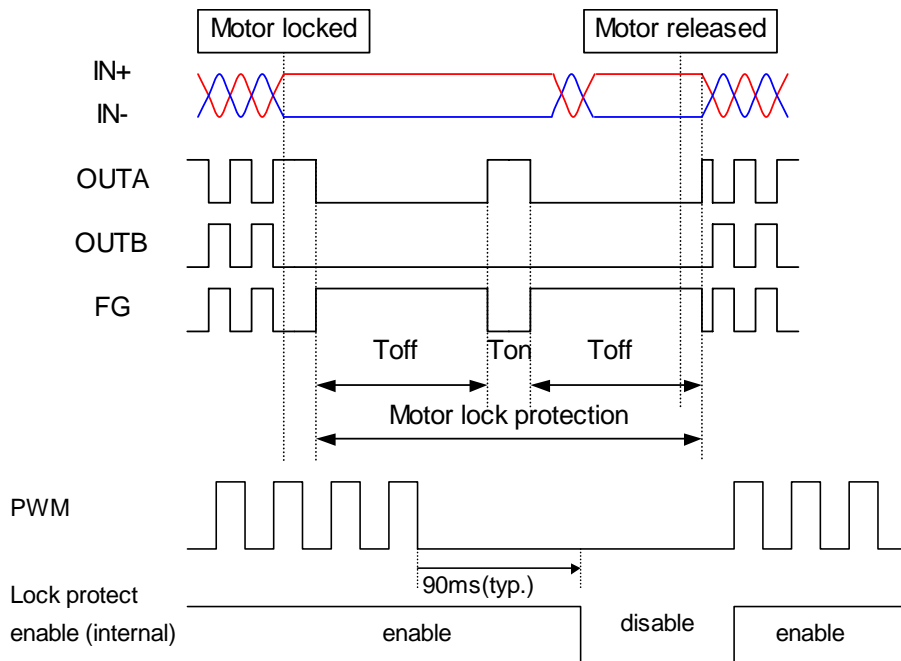 Motor locked
Motor released
IN+
IN-
OUTA
OUTB
FG
Toff
Ton
Toff
Motor lock protection
PWM
90ms(typ.)
Lock protect
enable (internal)
enable
disable
enable